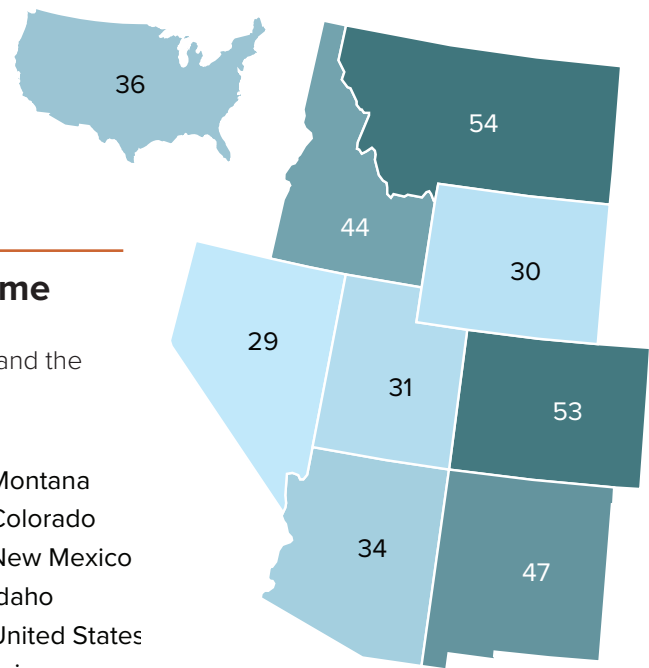 36
54
44
30
me
29
and the
31
53
Montana
Colorado
New Mexico
34
daho
47
United States